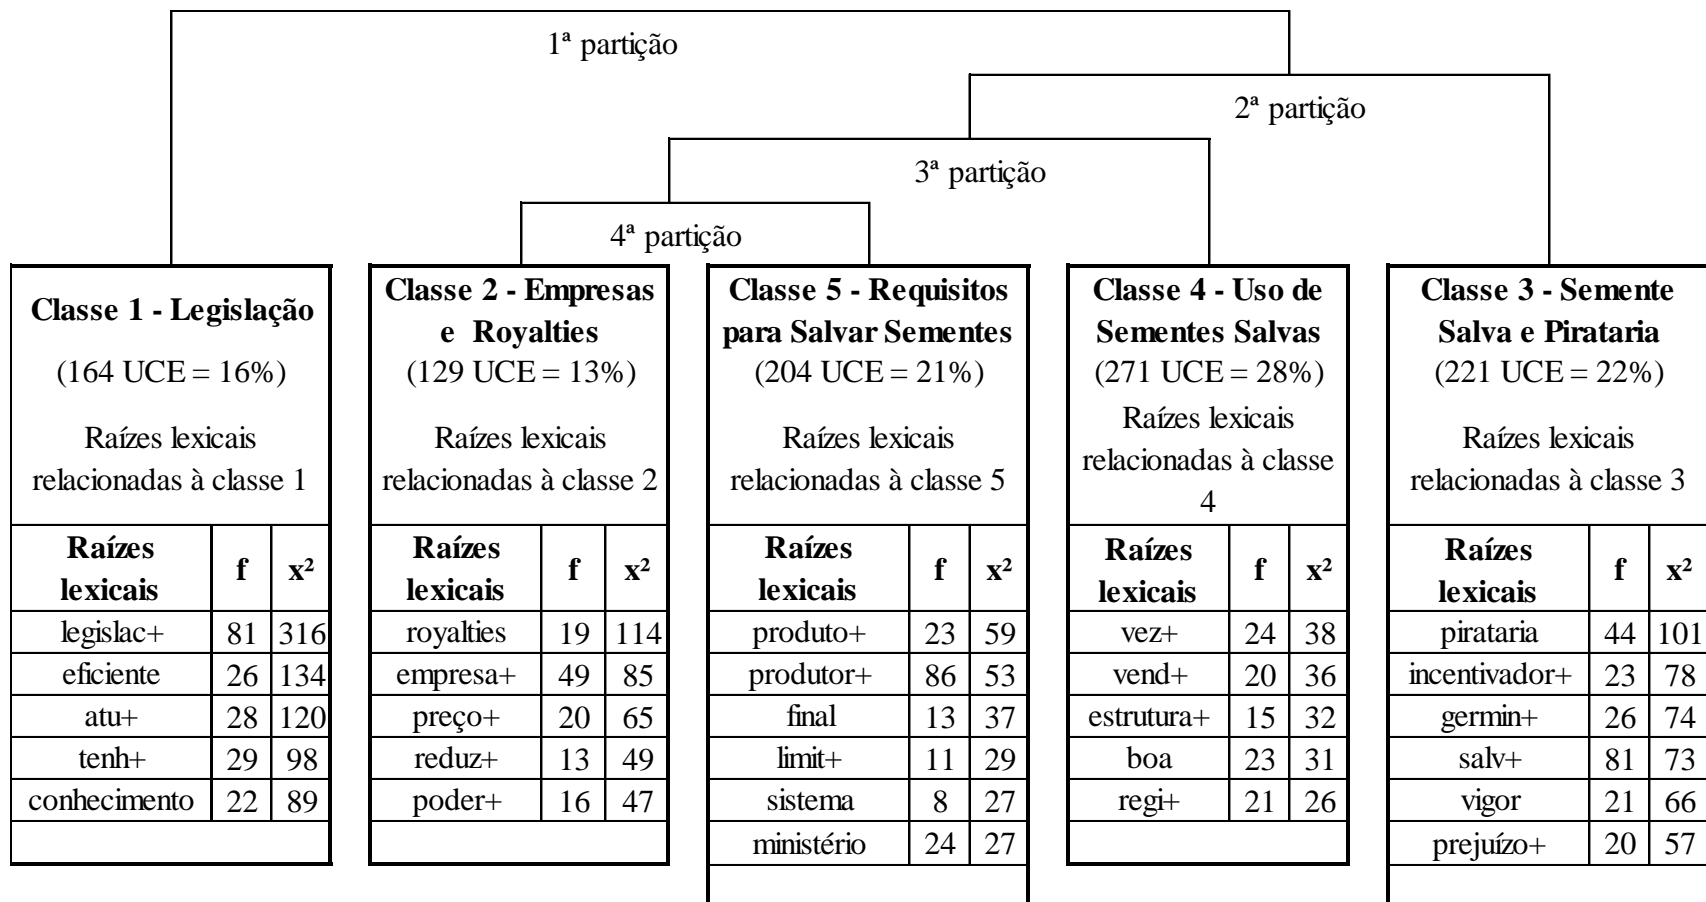 1ª partição
2ª partição
3ª partição
4ª partição
Classe 1 - Legislação
(164 UCE = 16%)
Raízes lexicais
relacionadas à classe 1
Raízes
lexicais f x²
legislac+ 81 316
eficiente 26 134
atu+ 28 120
tenh+ 29 98
conhecimento 22 89
Classe 2 - Empresas
e Royalties
(129 UCE = 13%)
Raízes lexicais
relacionadas à classe 2
Raízes
lexicais f x²
royalties 19 114
empresa+ 49 85
preço+ 20 65
reduz+ 13 49
poder+ 16 47
Classe 5 - Requisitos
para Salvar Sementes
(204 UCE = 21%)
Raízes lexicais
relacionadas à classe 5
Raízes
lexicais f x²
produto+ 23 59
produtor+ 86 53
final 13 37
limit+ 11 29
sistema 8 27
ministério 24 27
Classe 4 - Uso de
Sementes Salvas
(271 UCE = 28%)
Raízes lexicais
relacionadas à classe
4
Raízes
lexicais f x²
vez+ 24 38
vend+ 20 36
estrutura+ 15 32
boa 23 31
regi+ 21 26
Classe 3 - Semente
Salva e Pirataria
(221 UCE = 22%)
Raízes lexicais
relacionadas à classe 3
Raízes
lexicais f x²
pirataria 44 101
incentivador+ 23 78
germin+ 26 74
salv+ 81 73
vigor 21 66
prejuízo+ 20 57